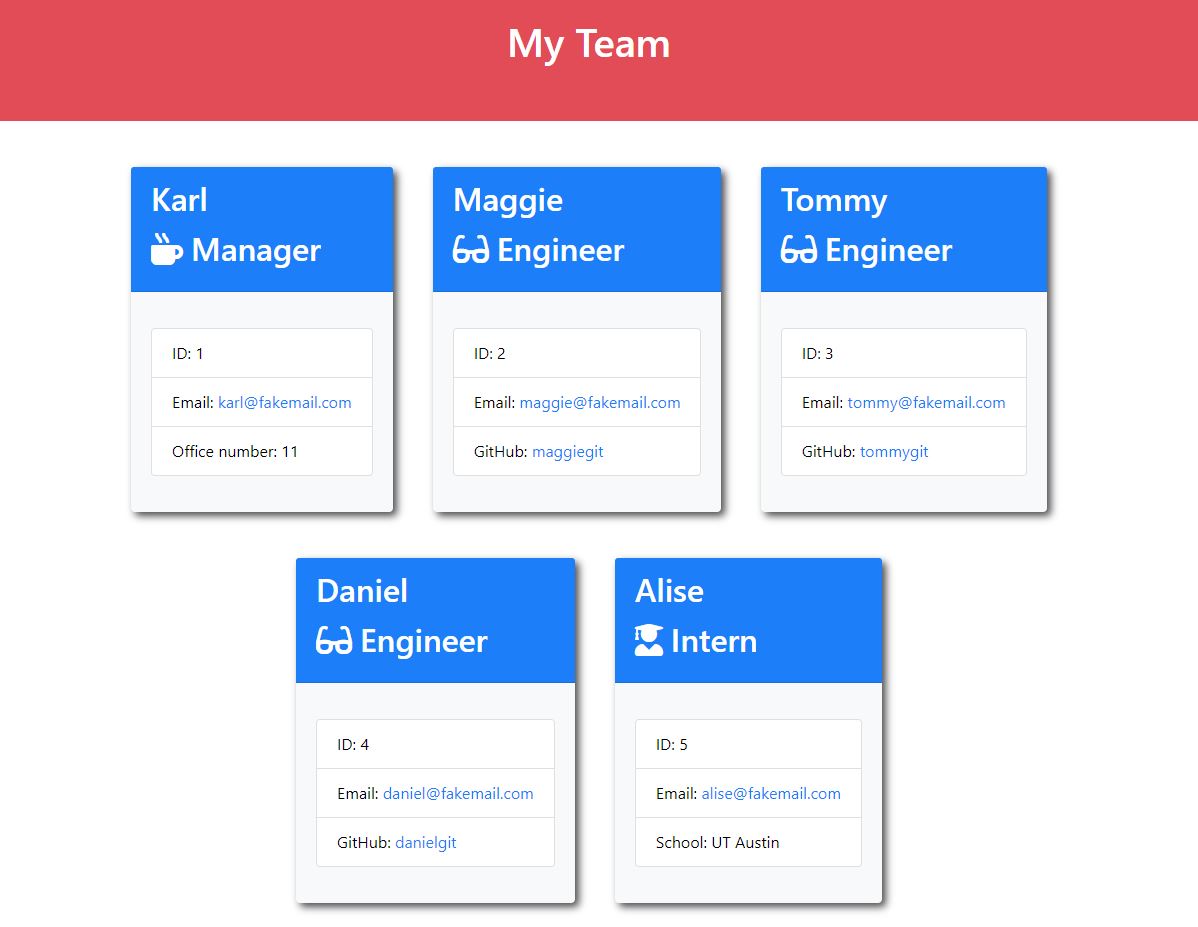 My Team
Karl
Manager
ID: 1
Email: karl@fakemail.com
Office number: 11
Maggie
Engineer
ID: 2
Email: maggie@fakemail.com
GitHub: maggiegit
Tommy
Engineer
ID: 3
Email: tommy@fakemail.com
GitHub: tommygit
Daniel
Engineer
ID: 4
Email: daniel@fakemail.com
GitHub: danielgit
Alise
Intern
ID: 5
Email: alise@fakemail.com
School: UT Austin